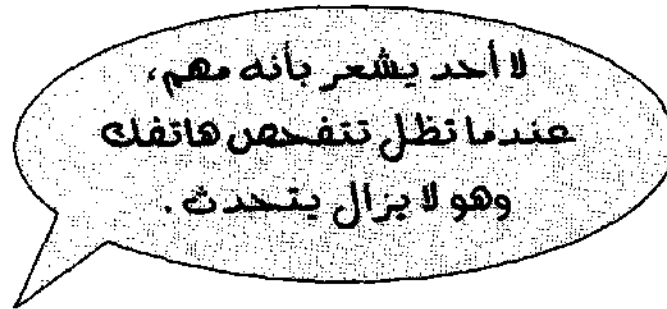 لا أحد يشعر بأنه مهم،
عندما تظل تتفحص هاتفك
وهو لا يزال يتحدث.